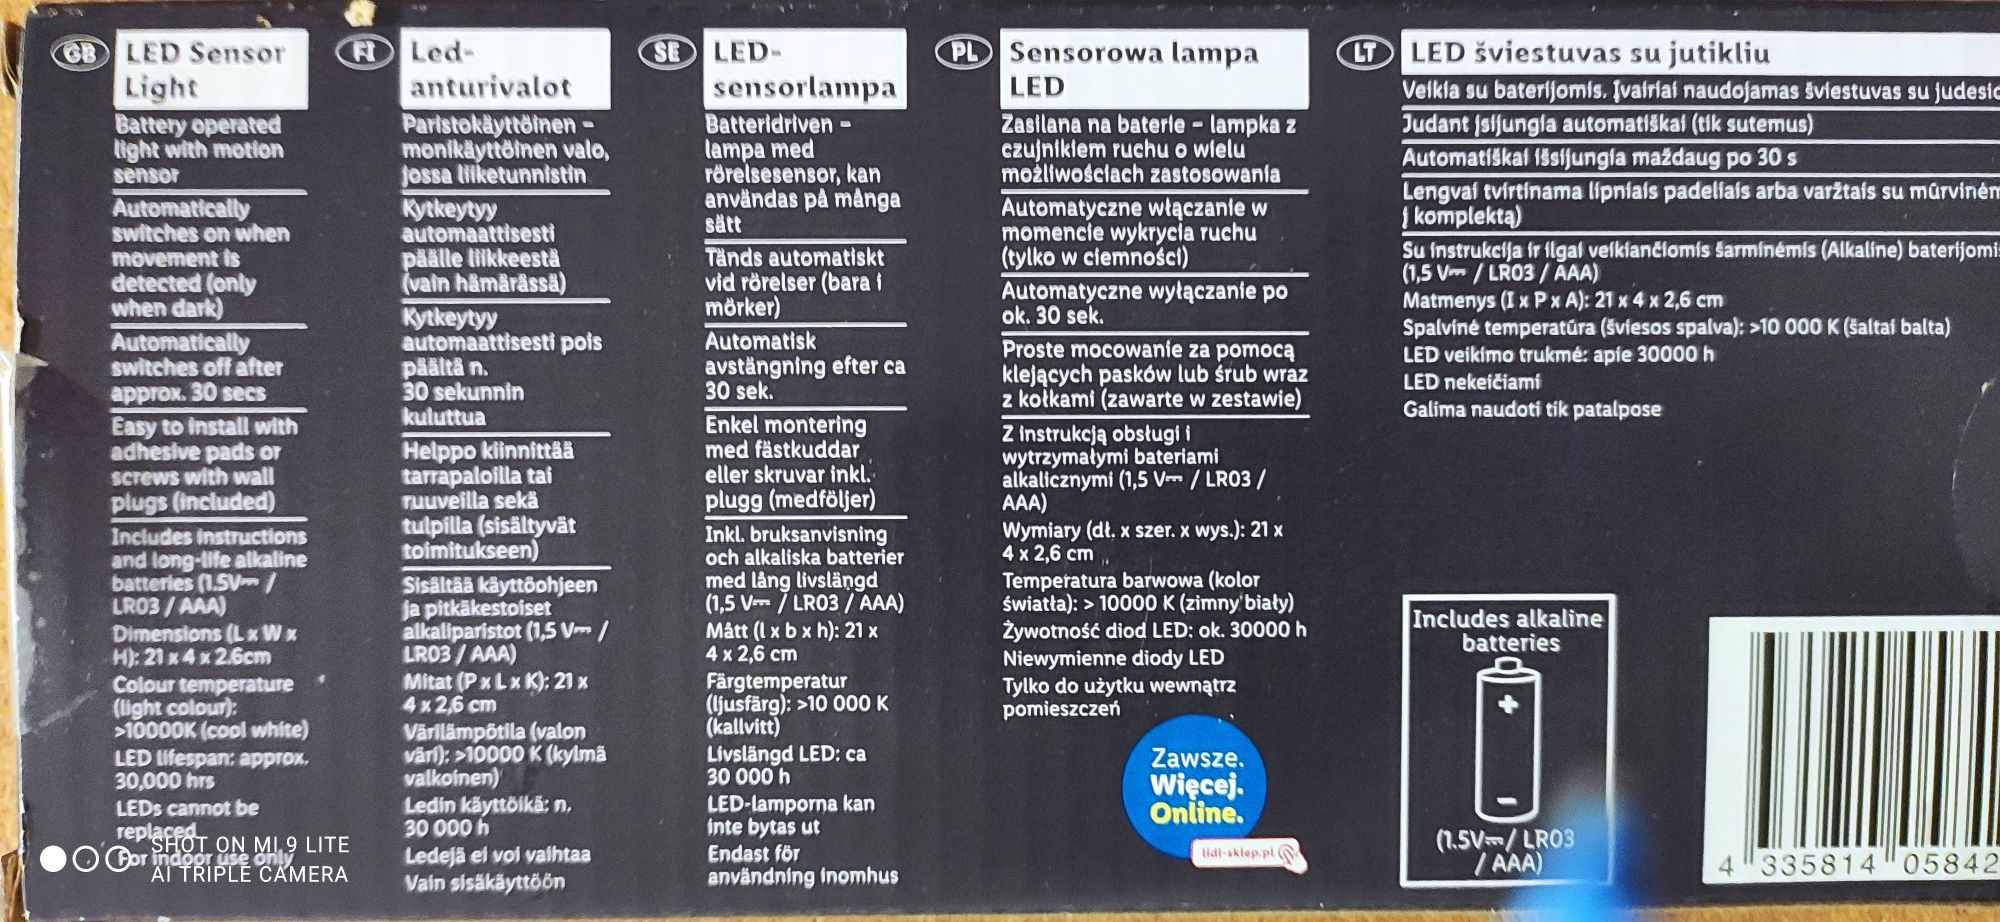 GB
LED Sensor
Light
Battery operated
light with motion
sensor
Automatically
switches on when
movement is
detected (only
when dark)
Automatically
switches off after
approx. 30 secs
Easy to install with
adhesive pads or
screws with wall
plugs (included)
Includes instructions
and long-life alkaline
batteries (1.5V⎓ /
LR03 / AAA)
Dimensions (L x W x
H): 21 x 4 x 2.6cm
Colour temperature
(light colour):
>10000K (cool white)
LED lifespan: approx.
30,000 hrs
LEDs cannot be
replaced
For indoor use only
FI
Led-
anturivalot
Paristokäyttöinen –
monikäyttöinen valo,
jossa liiketunnistin
Kytkeytyy
automaattisesti
päälle liikkeestä
(vain hämärässä)
Kytkeytyy
automaattisesti pois
päältä n.
30 sekunnin
kuluttua
Helppo kiinnittää
tarrapaloilla tai
ruuveilla sekä
tulpilla (sisältyvät
toimitukseen)
Sisältää käyttöohjeen
ja pitkäkestoiset
alkaliparistot (1,5 V⎓ /
LR03 / AAA)
Mitat (P x L x K): 21 x
4 x 2,6 cm
Värilämpötila (valon
väri): >10000 K (kylmä
valkoinen)
Ledin käyttöikä: n.
30 000 h
Ledejä ei voi vaihtaa
Vain sisäkäyttöön
SE
LED-
sensorlampa
Batteridriven –
lampa med
rörelsesensor, kan
användas på många
sätt
Tänds automatiskt
vid rörelser (bara i
mörker)
Automatisk
avstängning efter ca
30 sek.
Enkel montering
med fästkuddar
eller skruvar inkl.
plugg (medföljer)
Inkl. bruksanvisning
och alkaliska batterier
med lång livslängd
(1,5 V⎓ / LR03 / AAA)
Mått (l x b x h): 21 x
4 x 2,6 cm
Färgtemperatur
(ljusfärg): >10 000 K
(kallvitt)
Livslängd LED: ca
30 000 h
LED-lamporna kan
inte bytas ut
Endast för
användning inomhus
PL
Sensorowa lampa
LED
Zasilana na baterie – lampka z
czujnikiem ruchu o wielu
możliwościach zastosowania
Automatyczne włączanie w
momencie wykrycia ruchu
(tylko w ciemności)
Automatyczne wyłączanie po
ok. 30 sek.
Proste mocowanie za pomocą
klejących pasków lub śrub wraz
z kołkami (zawarte w zestawie)
Z instrukcją obsługi i
wytrzymałymi bateriami
alkalicznymi (1,5 V⎓ / LR03 /
AAA)
Wymiary (dł. x szer. x wys.): 21 x
4 x 2,6 cm
Temperatura barwowa (kolor
światła): > 10000 K (zimny biały)
Żywotność diod LED: ok. 30000 h
Niewymienne diody LED
Tylko do użytku wewnątrz
pomieszczeń
Zawsze.
Więcej.
Online.
lidl-sklep.pl
LT
LED šviestuvas su jutikliu
Veikia su baterijomis. Įvairiai naudojamas šviestuvas su judesio
Judant įsijungia automatiškai (tik sutemus)
Automatiškai išsijungia maždaug po 30 s
Lengvai tvirtinama lipniais padeliais arba varžtais su mūrvinėm
į komplektą)
Su instrukcija ir ilgai veikiančiomis šarminėmis (Alkaline) baterijomis
(1,5 V⎓ / LR03 / AAA)
Matmenys (I x P x A): 21 x 4 x 2,6 cm
Spalvinė temperatūra (šviesos spalva): >10 000 K (šaltai balta)
LED veikimo trukmė: apie 30000 h
LED nekeičiami
Galima naudoti tik patalpose
Includes alkaline
batteries
(1.5V⎓/ LR03
/ AAA)
4 335814 05842
SHOT ON MI 9 LITE
AI TRIPLE CAMERA